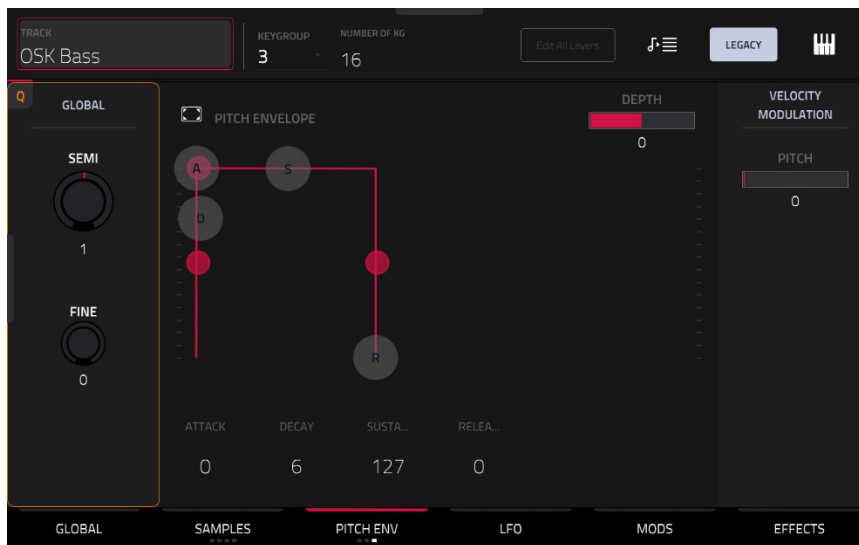 TRACK
OSK Bass
KEYGROUP
3
NUMBER OF KG
16
Edit All Layers
LEGACY
Q
GLOBAL
SEMI
1
FINE
0
PITCH ENVELOPE
DEPTH
0
A
S
D
R
ATTACK DECAY SUSTA... RELEA...
0 6 127 0
VELOCITY
MODULATION
PITCH
0
GLOBAL SAMPLES PITCH ENV LFO MODS EFFECTS